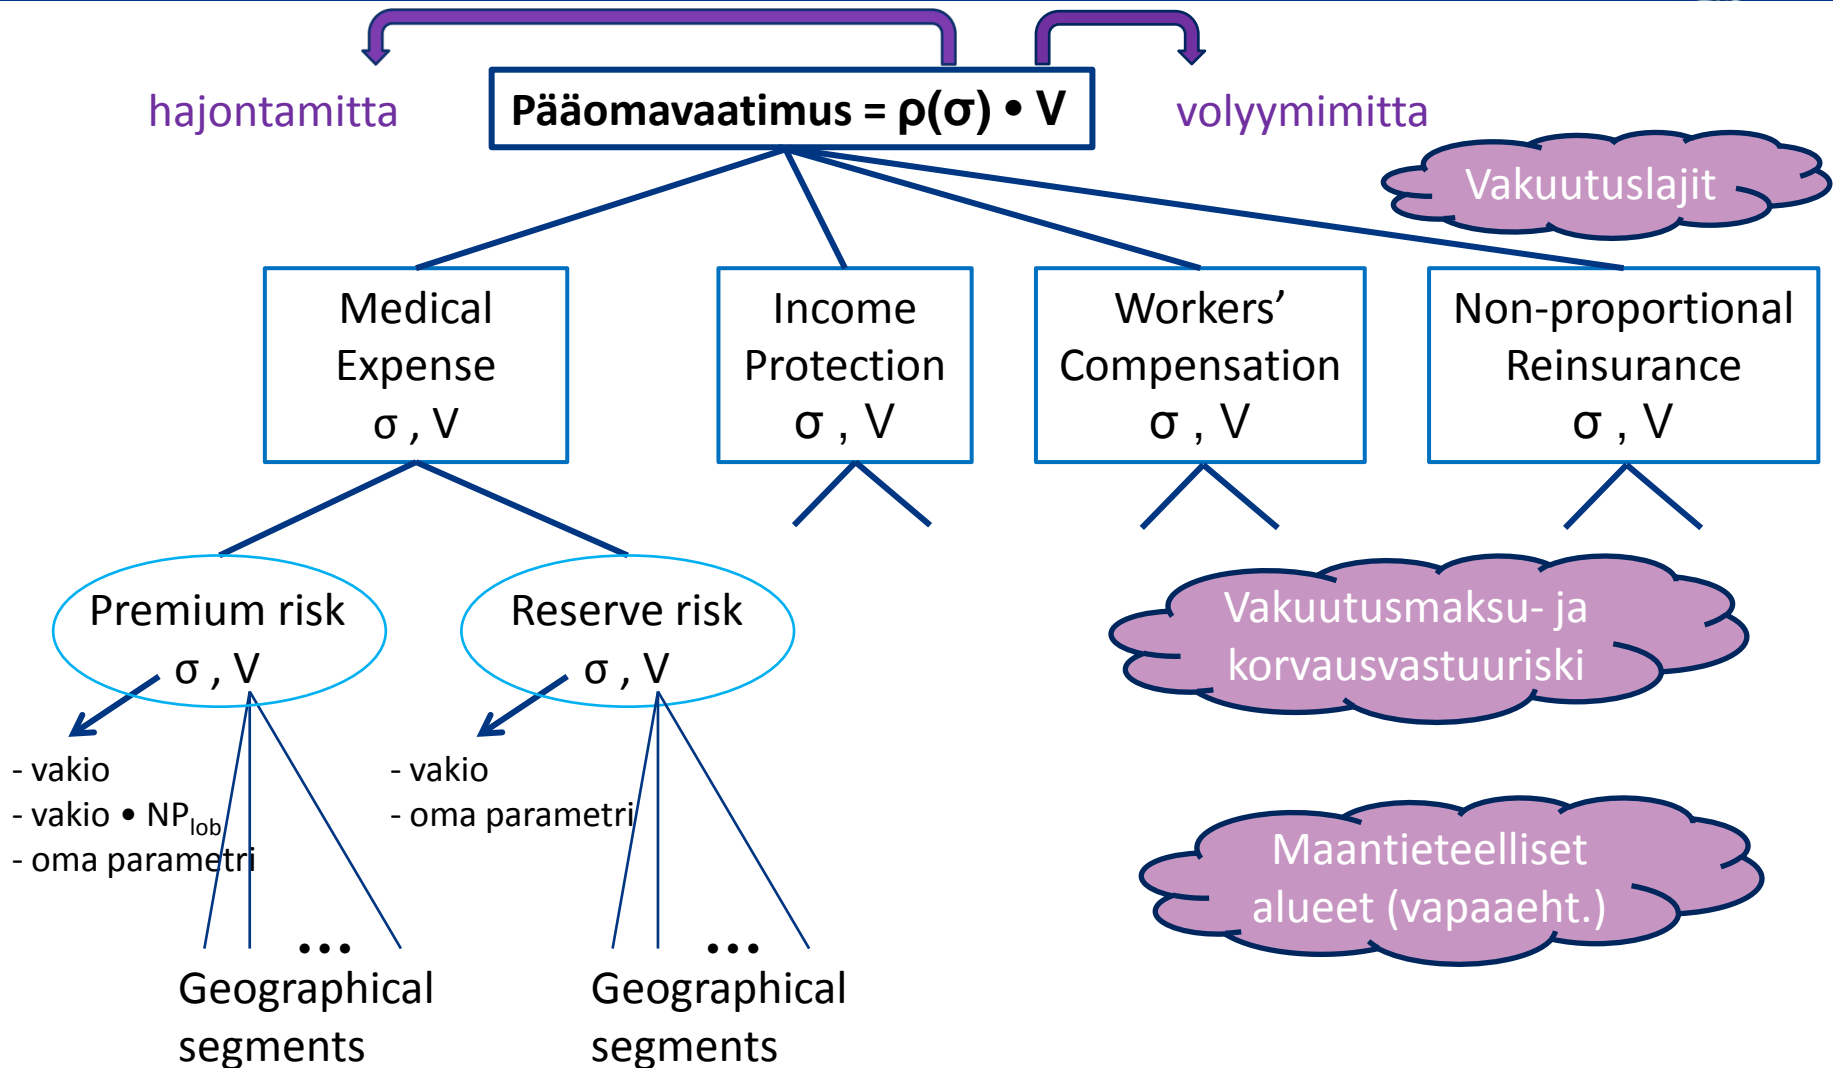 hajontamitta
Pääomavaatimus = ρ(σ) • V
volyymimitta
Vakuutuslajit
Medical
Expense
σ , V
Income
Protection
σ , V
Workers’
Compensation
σ , V
Non-proportional
Reinsurance
σ , V
Premium risk
σ , V
Reserve risk
σ , V
Vakuutusmaksu- ja
korvausvastuuriski
- vakio
- vakio • NPlob
- oma parametri
- vakio
- oma parametri
Maantieteelliset
alueet (vapaaeht.)
...
Geographical
segments
...
Geographical
segments